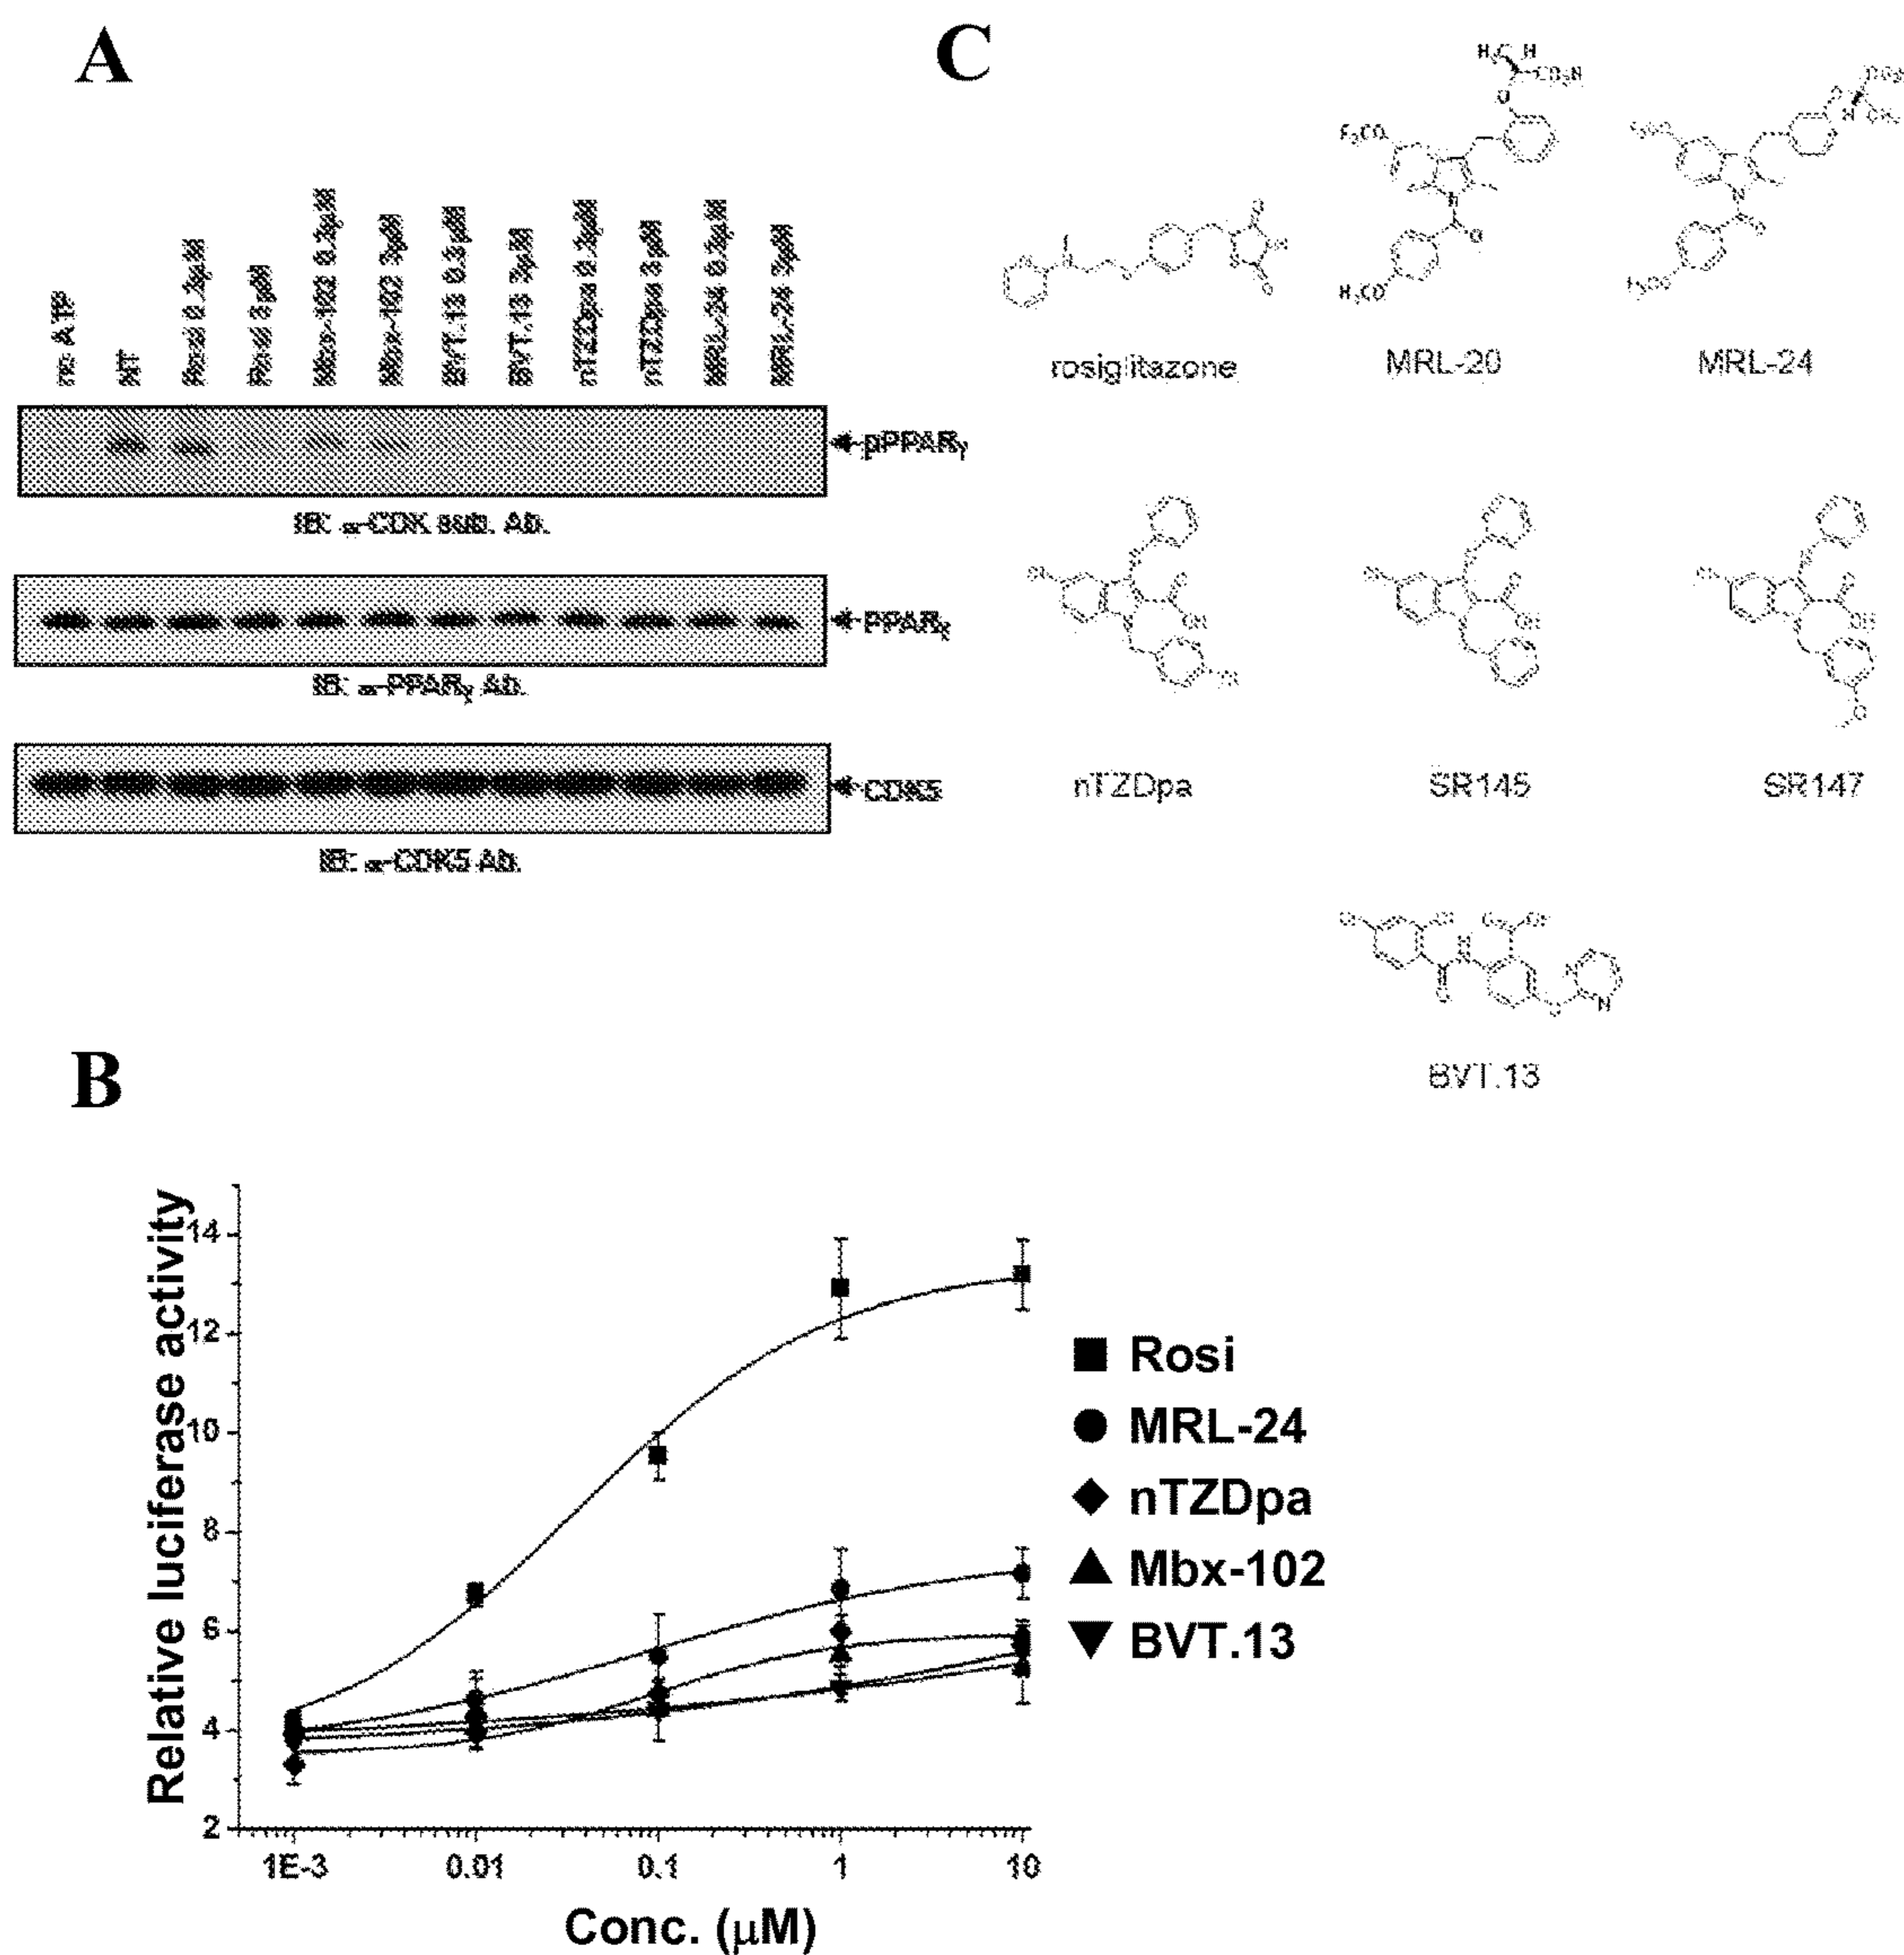 A
no ATP
NT
Rosi 0.3µM
Rosi 3µM
Mbx-102 0.3µM
Mbx-102 3µM
BVT.13 0.3µM
BVT.13 3µM
nTZDpa 0.3µM
nTZDpa 3µM
MRL-24 0.3µM
MRL-24 3µM
pPPARγ
IB: α-CDK sub. Ab.
PPARγ
IB: α-PPARγ Ab.
CDK5
IB: α-CDK5 Ab.
C
rosiglitazone
H₃C H
CO₂H
O
F₃CO
N
O
H₃CO
MRL-20
MRL-24
nTZDpa
SR145
SR147
BVT.13
B
Relative luciferase activity
14
12
10
8
6
4
2
1E-3
0.01
0.1
1
10
Conc. (µM)
Rosi
MRL-24
nTZDpa
Mbx-102
BVT.13